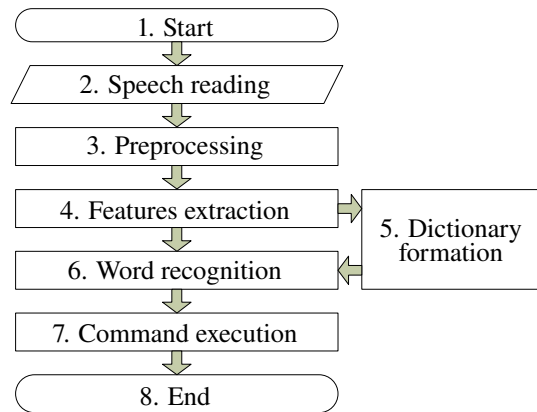 1. Start
2. Speech reading
3. Preprocessing
4. Features extraction
5. Dictionary
formation
6. Word recognition
7. Command execution
8. End